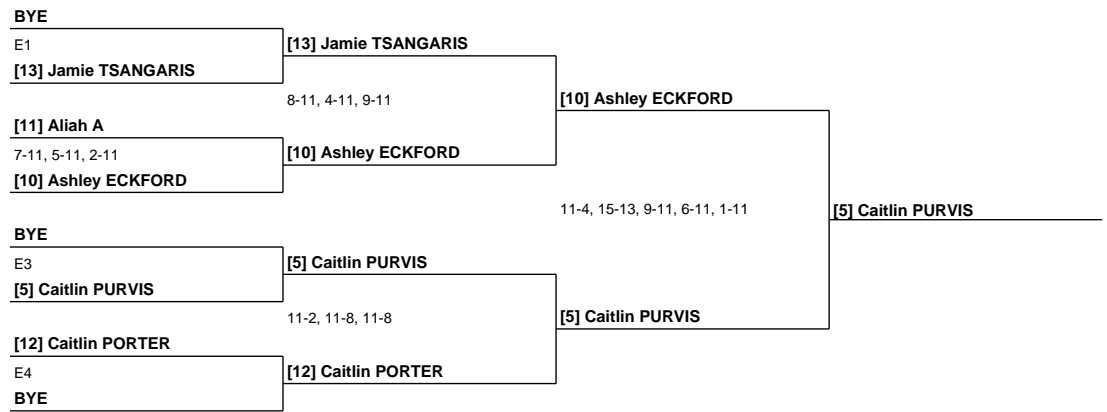 BYE
E1
[13] Jamie TSANGARIS
[13] Jamie TSANGARIS
8-11, 4-11, 9-11
[10] Ashley ECKFORD
[11] Aliah A
7-11, 5-11, 2-11
[10] Ashley ECKFORD
[10] Ashley ECKFORD
11-4, 15-13, 9-11, 6-11, 1-11
[5] Caitlin PURVIS
BYE
E3
[5] Caitlin PURVIS
[5] Caitlin PURVIS
11-2, 11-8, 11-8
[5] Caitlin PURVIS
[12] Caitlin PORTER
E4
BYE
[12] Caitlin PORTER